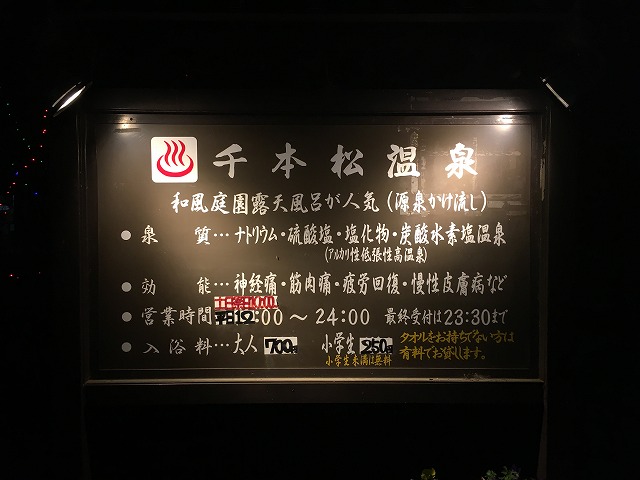 千本松温泉
和風庭園露天風呂が人気(源泉かけ流し)
●泉質…ナトリウム・硫酸塩・塩化物・炭酸水素塩温泉
(アルカリ性低張性高温泉)
●効能…神経痛・筋肉痛・疲労回復・慢性皮膚病など
●営業時間 平日12:00〜24:00 最終受付は23:30まで
●入浴料…大人700円 小学生250円
小学生未満は無料
タオルをお持ちでない方は
有料でお貸しします。